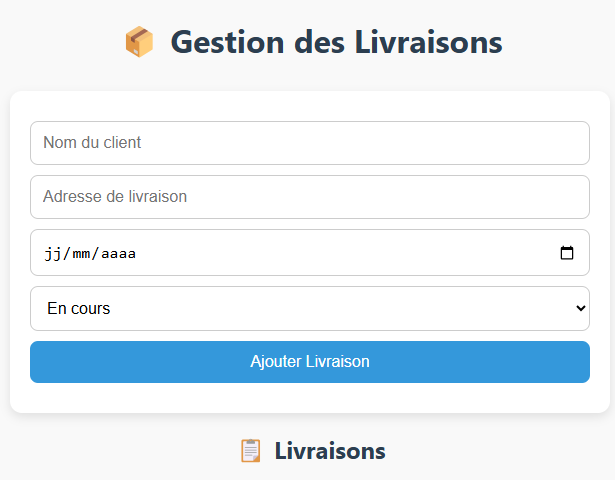 Gestion des Livraisons
Nom du client
Adresse de livraison
jj/mm/aaaa
En cours
Ajouter Livraison
Livraisons